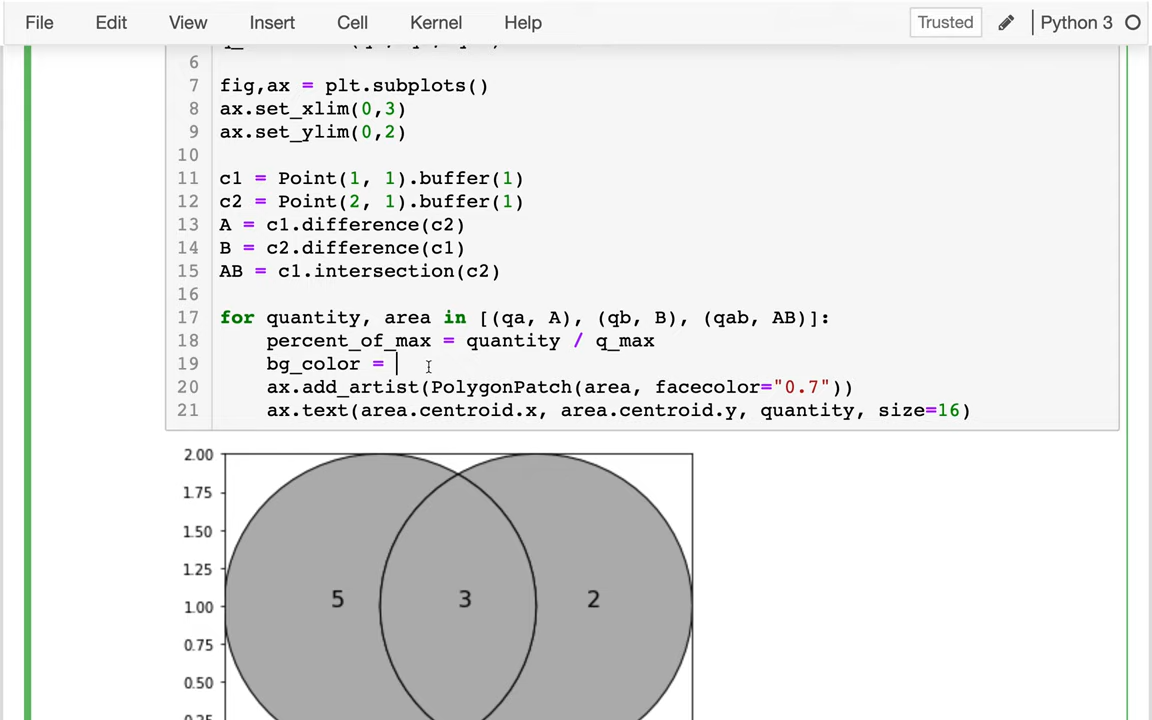 File Edit View Insert Cell Kernel Help Trusted Python 3
6
7 fig,ax = plt.subplots()
8 ax.set_xlim(0,3)
9 ax.set_ylim(0,2)
10
11 c1 = Point(1, 1).buffer(1)
12 c2 = Point(2, 1).buffer(1)
13 A = c1.difference(c2)
14 B = c2.difference(c1)
15 AB = c1.intersection(c2)
16
17 for quantity, area in [(qa, A), (qb, B), (qab, AB)]:
18 percent_of_max = quantity / q_max
19 bg_color =
20 ax.add_artist(PolygonPatch(area, facecolor="0.7"))
21 ax.text(area.centroid.x, area.centroid.y, quantity, size=16)
2.00
1.75
1.50
1.25
1.00
0.75
0.50
5 3 2